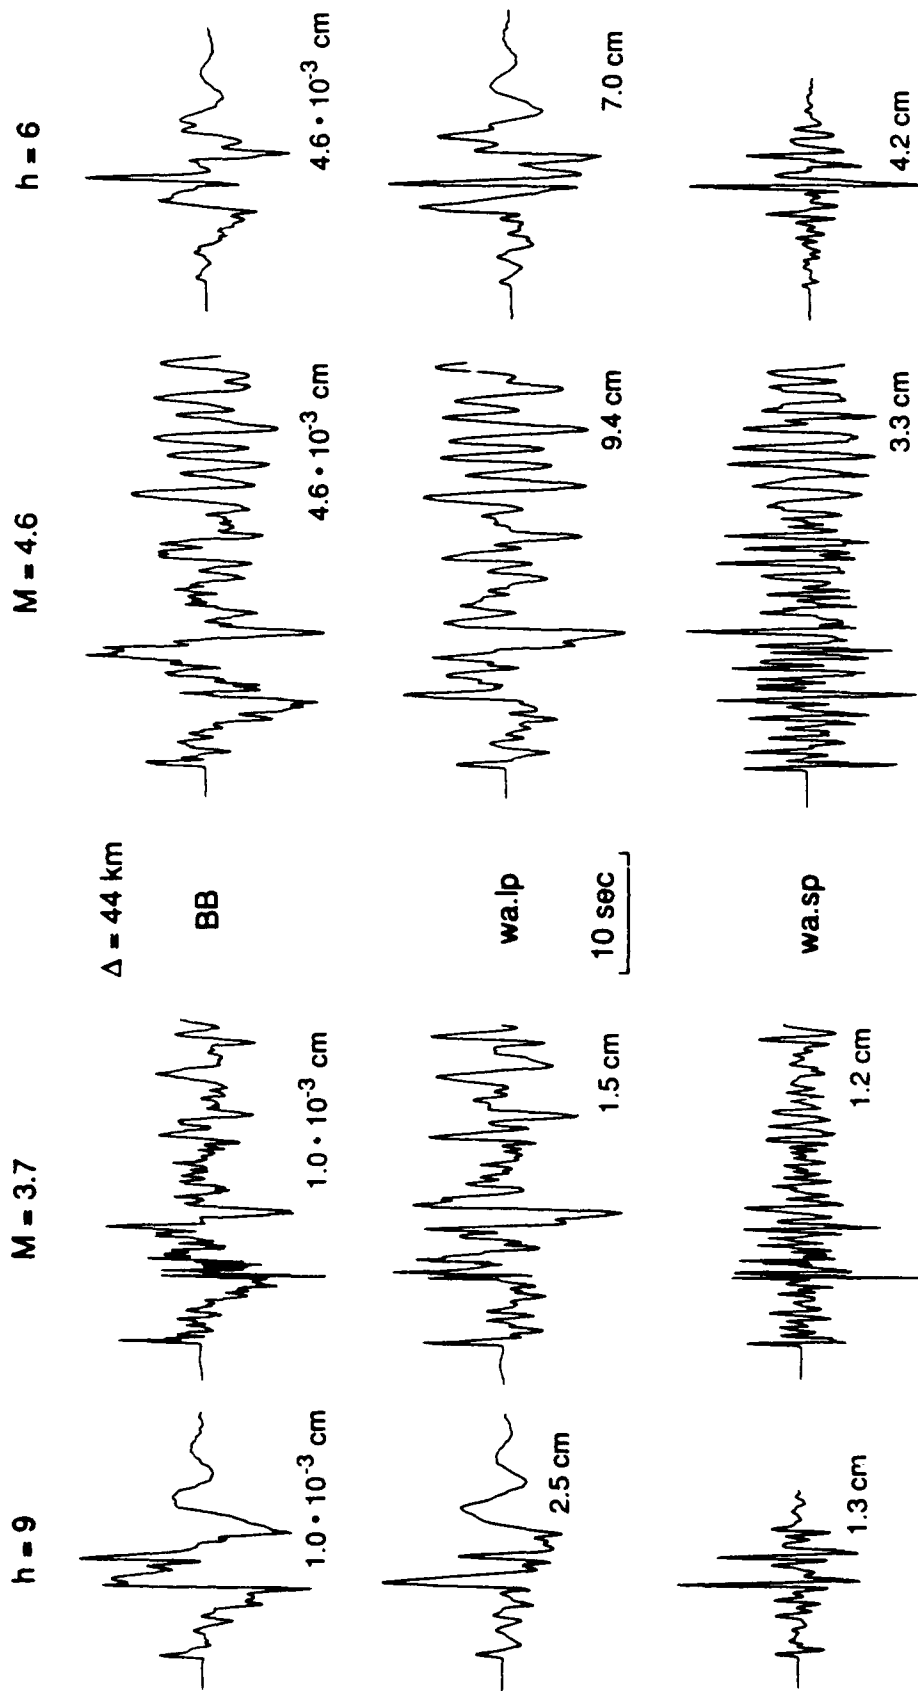 h = 9
M = 3.7
M = 4.6
h = 6
Δ = 44 km
1.0 • 10⁻³ cm
1.0 • 10⁻³ cm
BB
4.6 • 10⁻³ cm
4.6 • 10⁻³ cm
2.5 cm
1.5 cm
wa.lp
9.4 cm
7.0 cm
10 sec
1.3 cm
1.2 cm
wa.sp
3.3 cm
4.2 cm